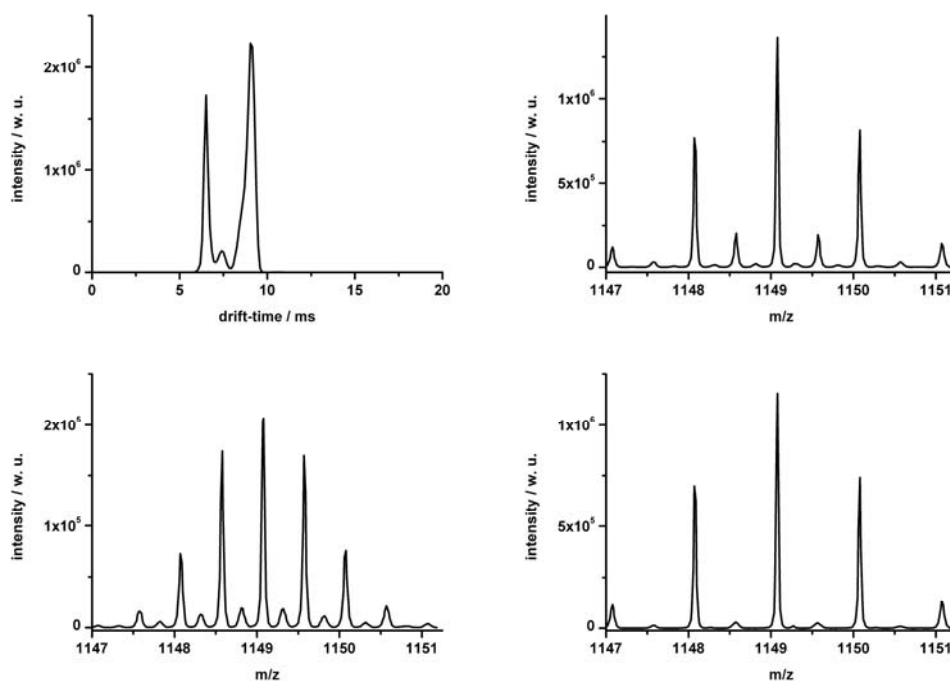 2x10⁶
1x10⁶
0
intensity / w. u.
0 5 10 15 20
drift-time / ms
1x10⁶
5x10⁵
0
intensity / w. u.
1147 1148 1149 1150 1151
m/z
2x10⁶
1x10⁵
0
intensity / w. u.
1147 1148 1149 1150 1151
m/z
1x10⁶
5x10⁵
0
intensity / w. u.
1147 1148 1149 1150 1151
m/z